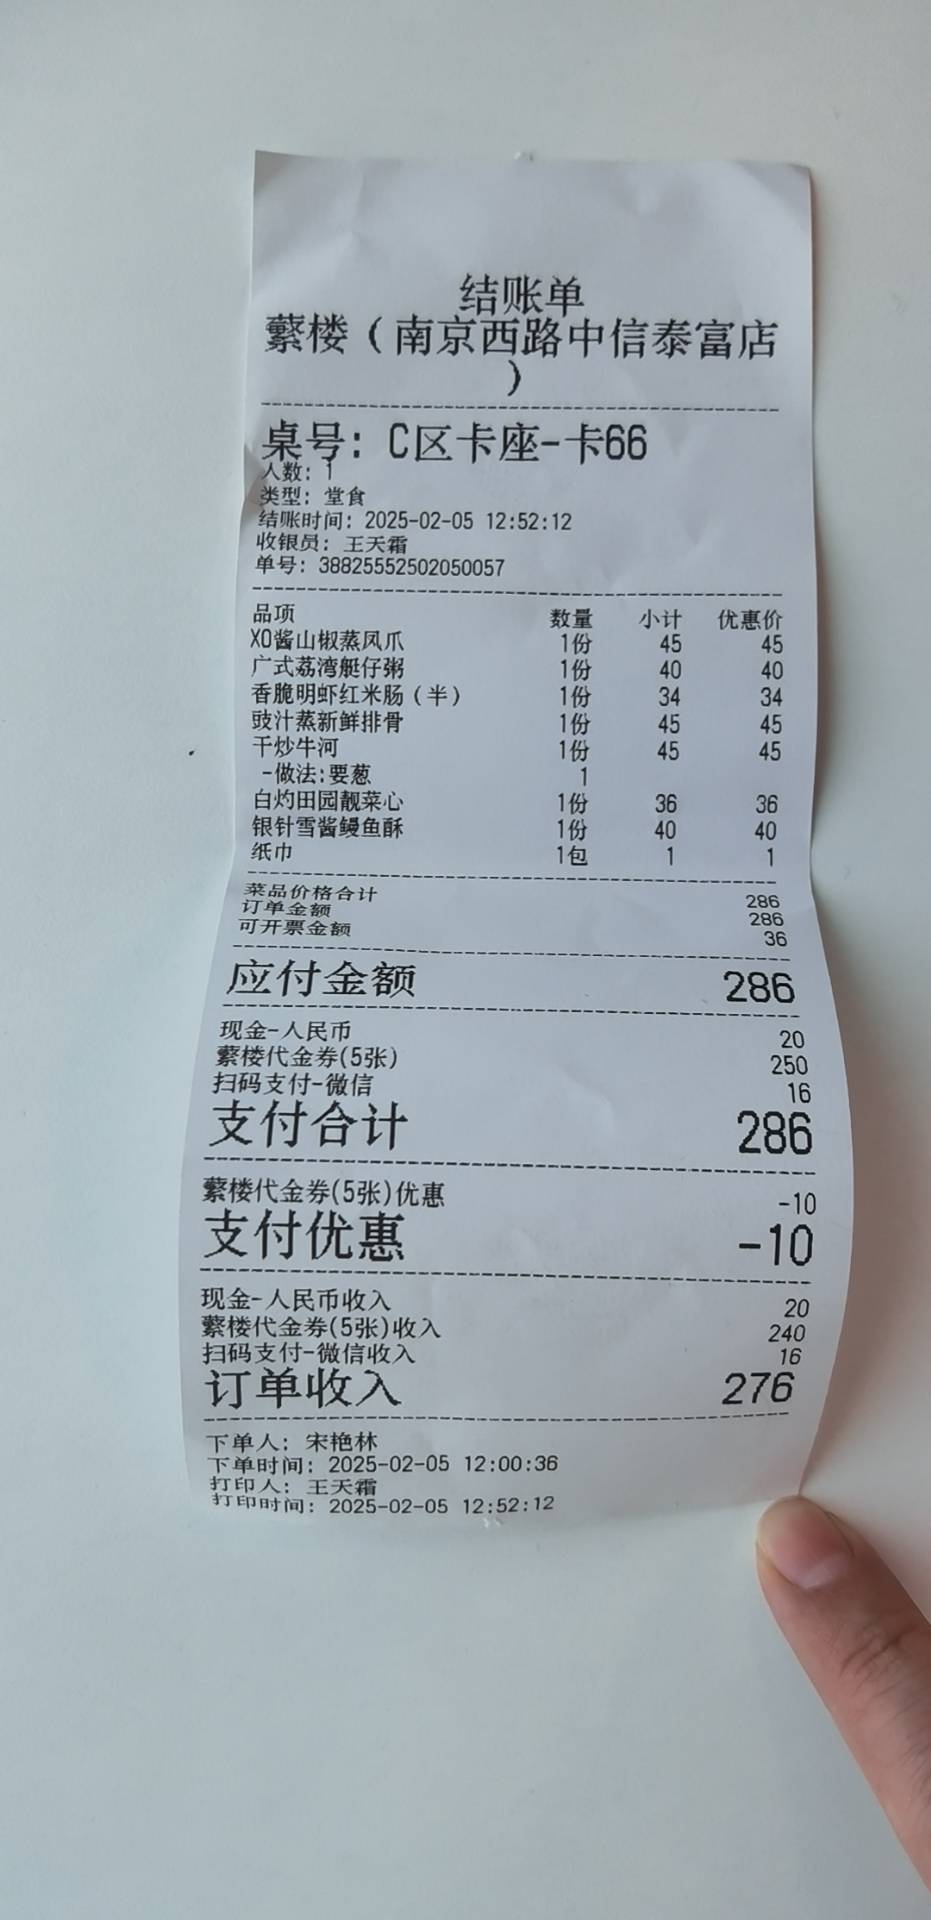 结账单
蘩楼（南京西路中信泰富店
）
桌号: C区卡座-卡66
人数: 1
类型: 堂食
结账时间: 2025-02-05 12:52:12
收银员: 王天霜
单号: 38825552502050057
品项 数量 小计 优惠价
XO酱山椒蒸凤爪 1份 45 45
广式荔湾艇仔粥 1份 40 40
香脆明虾红米肠（半） 1份 34 34
豉汁蒸新鲜排骨 1份 45 45
干炒牛河 1份 45 45
-做法:要葱 1
白灼田园靓菜心 1份 36 36
银针雪酱鳗鱼酥 1份 40 40
纸巾 1包 1 1
菜品价格合计 286
订单金额 286
可开票金额 36
应付金额 286
现金-人民币 20
蘩楼代金券(5张) 250
扫码支付-微信 16
支付合计 286
蘩楼代金券(5张)优惠 -10
支付优惠 -10
现金-人民币收入 20
蘩楼代金券(5张)收入 240
扫码支付-微信收入 16
订单收入 276
下单人: 宋艳林
下单时间: 2025-02-05 12:00:36
打印人: 王天霜
打印时间: 2025-02-05 12:52:12